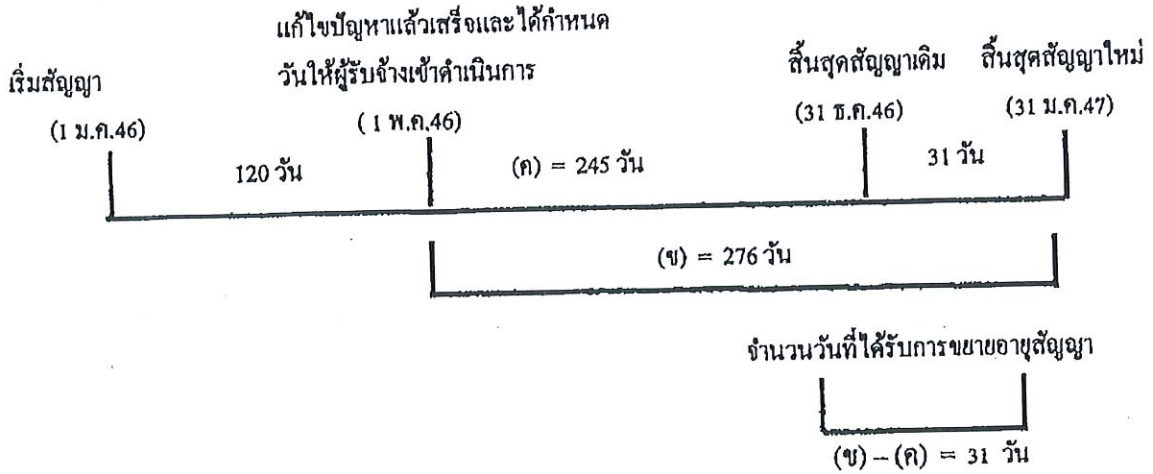 แก้ไขปัญหาแล้วเสร็จและได้กำหนด
วันให้ผู้รับจ้างเข้าดำเนินการ
เริ่มสัญญา
สิ้นสุดสัญญาเดิม
สิ้นสุดสัญญาใหม่
(1 ม.ค.46)
( 1 พ.ค.46)
(31 ธ.ค.46)
(31 ม.ค.47)
120 วัน
(ค) = 245 วัน
31 วัน
(ข) = 276 วัน
จำนวนวันที่ได้รับการขยายอายุสัญญา
(ข) – (ค) = 31 วัน